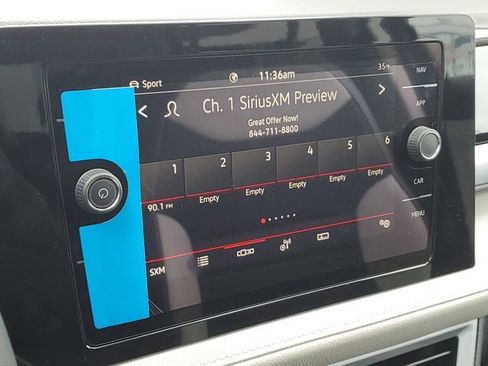 Sport
11:36am
35°F
NAV
Ch. 1 SiriusXM Preview
APP
Great Offer Now!
844-711-8800
1 2 3 4 5 6
90.1 FM Empty Empty Empty Empty Empty
CAR
MENU
SXM